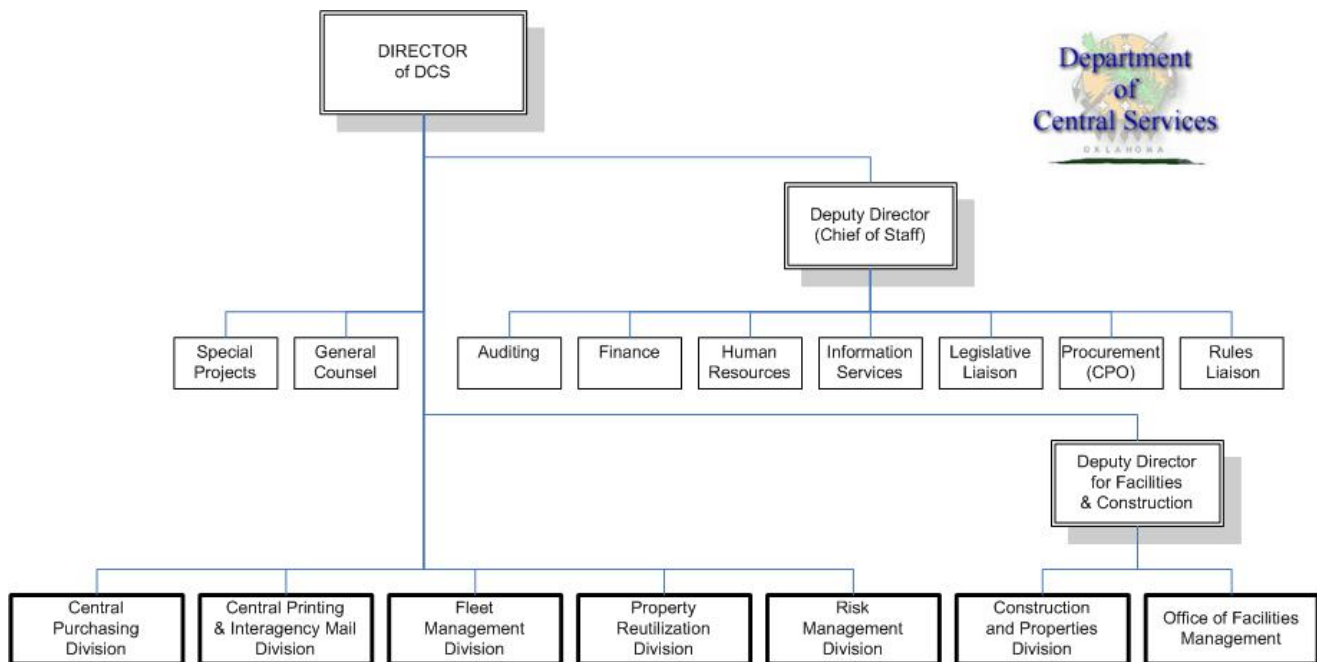 DIRECTOR
of DCS
Department
of
Central Services
OKLAHOMA
Deputy Director
(Chief of Staff)
Special
Projects
General
Counsel
Auditing
Finance
Human
Resources
Information
Services
Legislative
Liaison
Procurement
(CPO)
Rules
Liaison
Deputy Director
for Facilities
& Construction
Central
Purchasing
Division
Central Printing
& Interagency Mail
Division
Fleet
Management
Division
Property
Reutilization
Division
Risk
Management
Division
Construction
and Properties
Division
Office of Facilities
Management